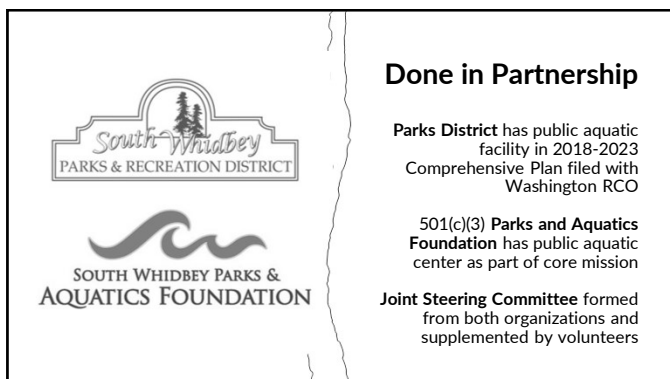 South Whidbey
PARKS & RECREATION DISTRICT
SOUTH WHIDBEY PARKS &
AQUATICS FOUNDATION
Done in Partnership
Parks District has public aquatic
facility in 2018-2023
Comprehensive Plan filed with
Washington RCO
501(c)(3) Parks and Aquatics
Foundation has public aquatic
center as part of core mission
Joint Steering Committee formed
from both organizations and
supplemented by volunteers